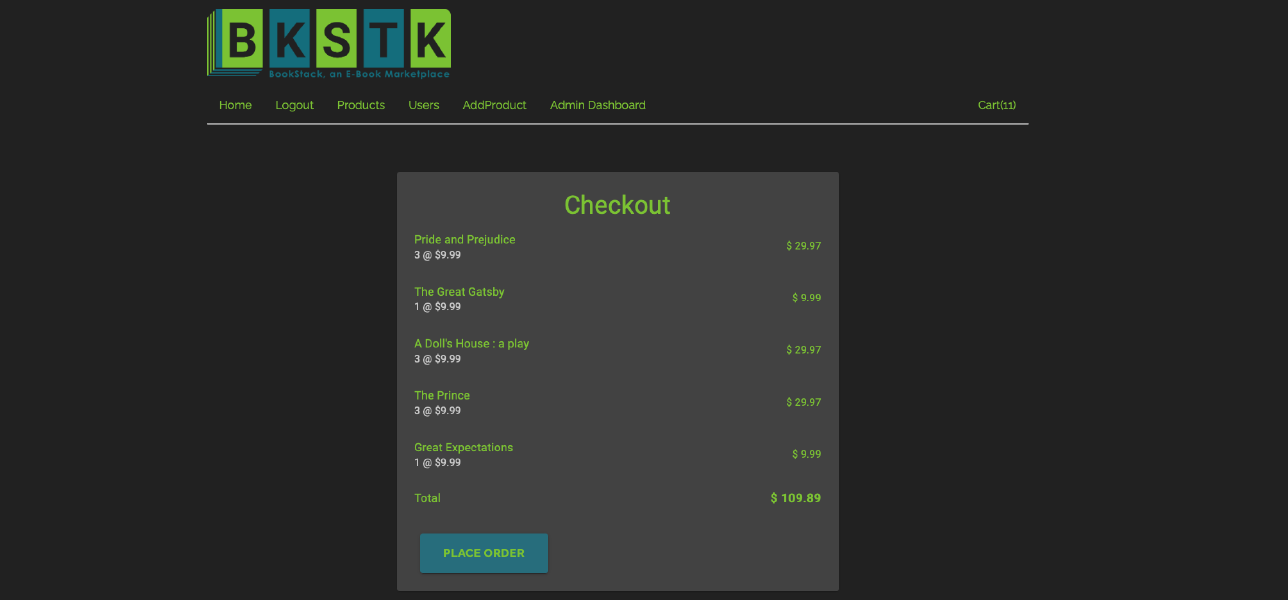 BKSTK
BookStack, an E-Book Marketplace
Home Logout Products Users AddProduct Admin Dashboard Cart(11)
Checkout
Pride and Prejudice
3 @ $9.99 $ 29.97
The Great Gatsby
1 @ $9.99 $ 9.99
A Doll's House : a play
3 @ $9.99 $ 29.97
The Prince
3 @ $9.99 $ 29.97
Great Expectations
1 @ $9.99 $ 9.99
Total $ 109.89
PLACE ORDER